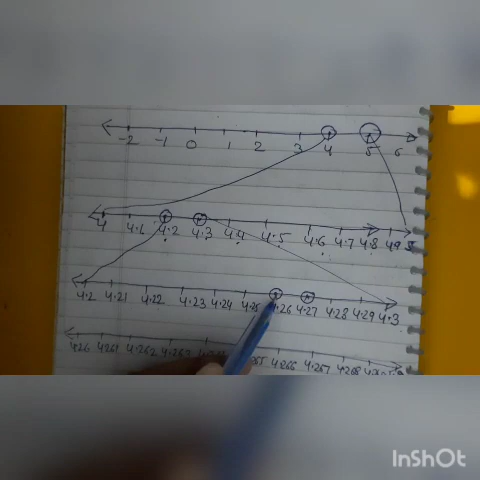 -2 -1 0 1 2 3 4 5 6
4 4.1 4.2 4.3 4.4 4.5 4.6 4.7 4.8 4.9 5
4.2 4.21 4.22 4.23 4.24 4.25 4.26 4.27 4.28 4.29 4.3
4.26 4.261 4.262 4.263 4.266 4.267 4.268
InShOt